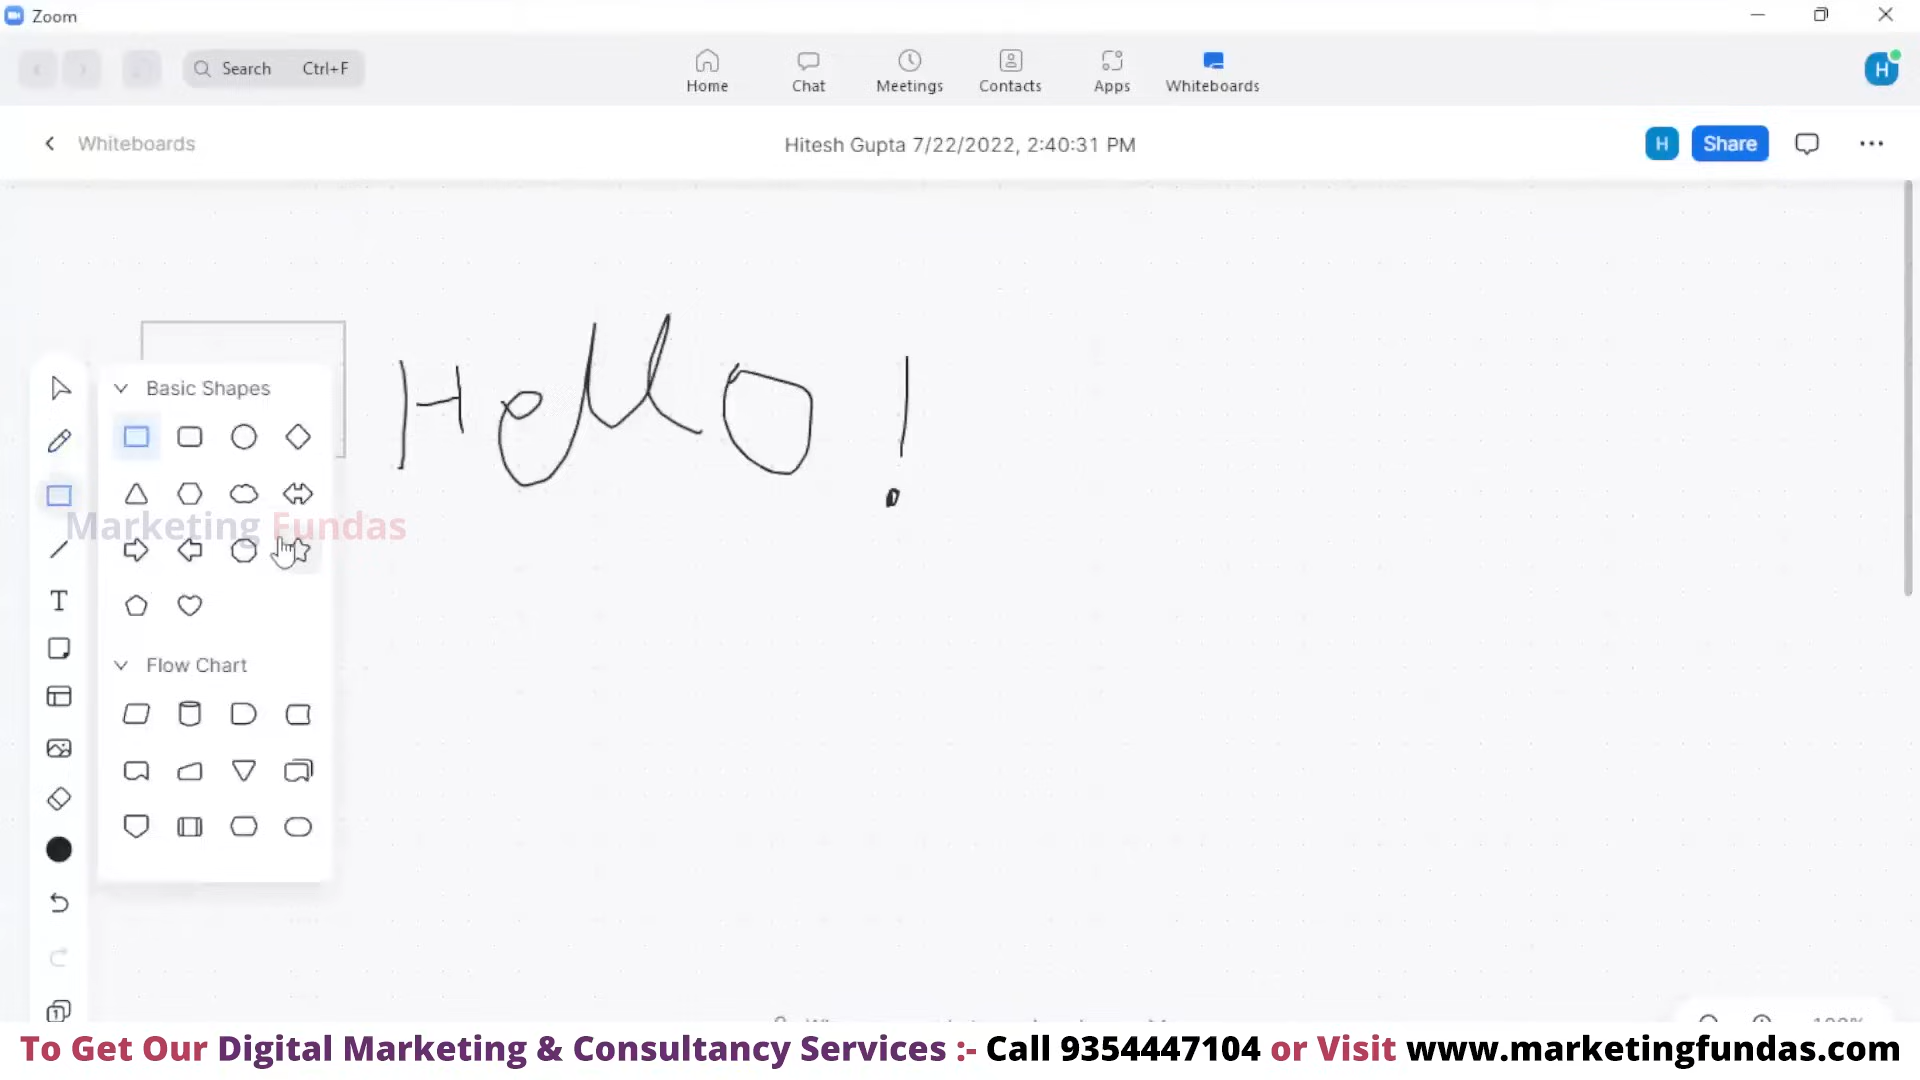 Zoom
Search Ctrl+F
Home Chat Meetings Contacts Apps Whiteboards
H
Whiteboards
Hitesh Gupta 7/22/2022, 2:40:31 PM
H Share
Hello!
Basic Shapes
Marketing Fundas
T
Flow Chart
1
To Get Our Digital Marketing & Consultancy Services :- Call 9354447104 or Visit www.marketingfundas.com